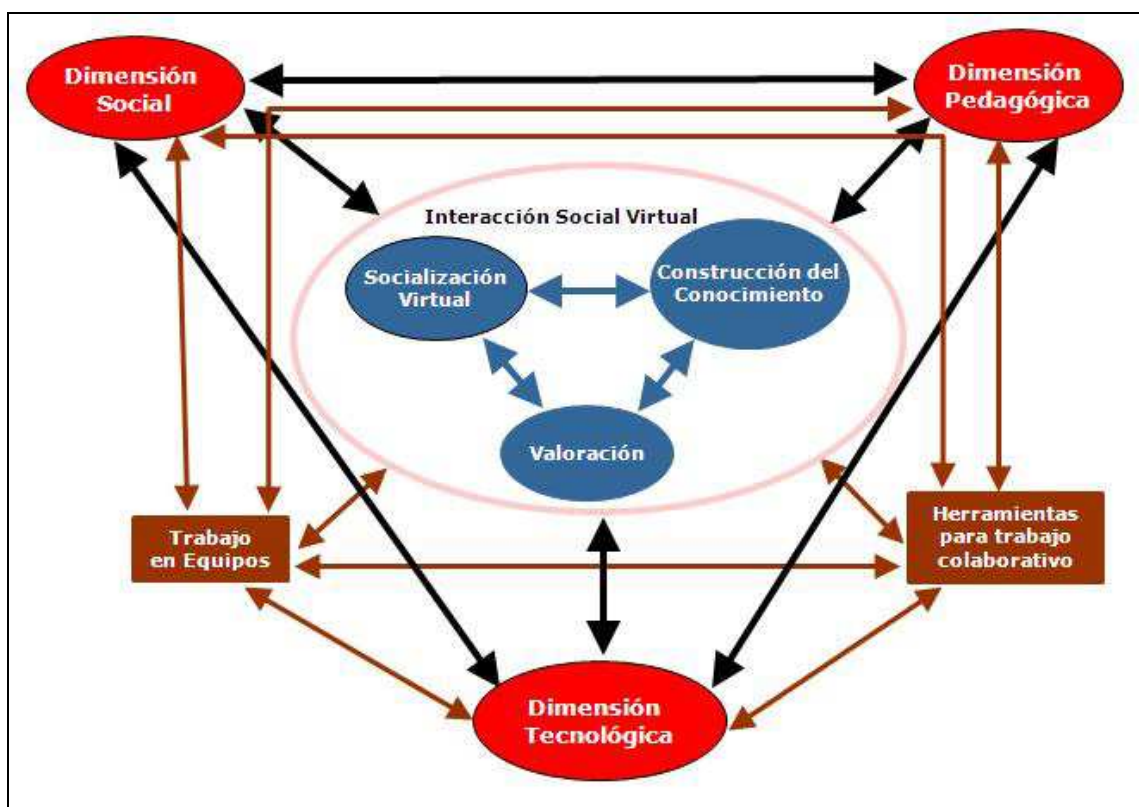 Dimensión
Social
Dimensión
Pedagógica
Interacción Social Virtual
Socialización
Virtual
Construcción del
Conocimiento
Valoración
Trabajo
en Equipos
Herramientas
para trabajo
colaborativo
Dimensión
Tecnológica